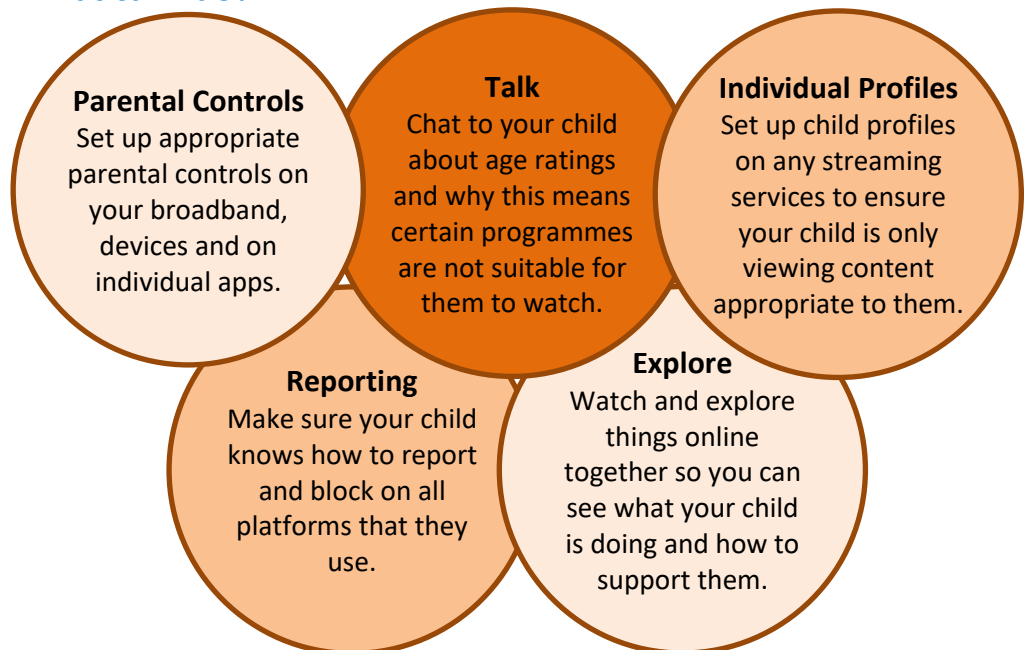 Parental Controls
Set up appropriate
parental controls on
your broadband,
devices and on
individual apps.
Talk
Chat to your child
about age ratings
and why this means
certain programmes
are not suitable for
them to watch.
Individual Profiles
Set up child profiles
on any streaming
services to ensure
your child is only
viewing content
appropriate to them.
Reporting
Make sure your child
knows how to report
and block on all
platforms that they
use.
Explore
Watch and explore
things online
together so you can
see what your child
is doing and how to
support them.